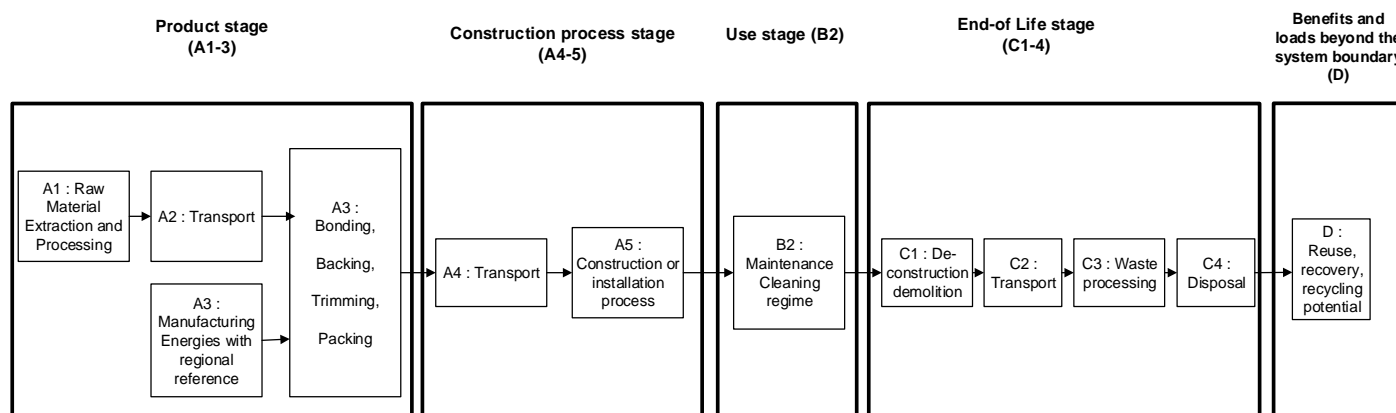 Product stage
(A1-3)
Construction process stage
(A4-5)
Use stage (B2)
End-of Life stage
(C1-4)
Benefits and
loads beyond the
system boundary
(D)
A1 : Raw
Material
Extraction and
Processing
A2 : Transport
A3 :
Manufacturing
Energies with
regional
reference
A3 :
Bonding,
Backing,
Trimming,
Packing
A4 : Transport
A5 :
Construction or
installation
process
B2 :
Maintenance
Cleaning
regime
C1 : De-
construction
demolition
C2 :
Transport
C3 : Waste
processing
C4 :
Disposal
D :
Reuse,
recovery,
recycling
potential